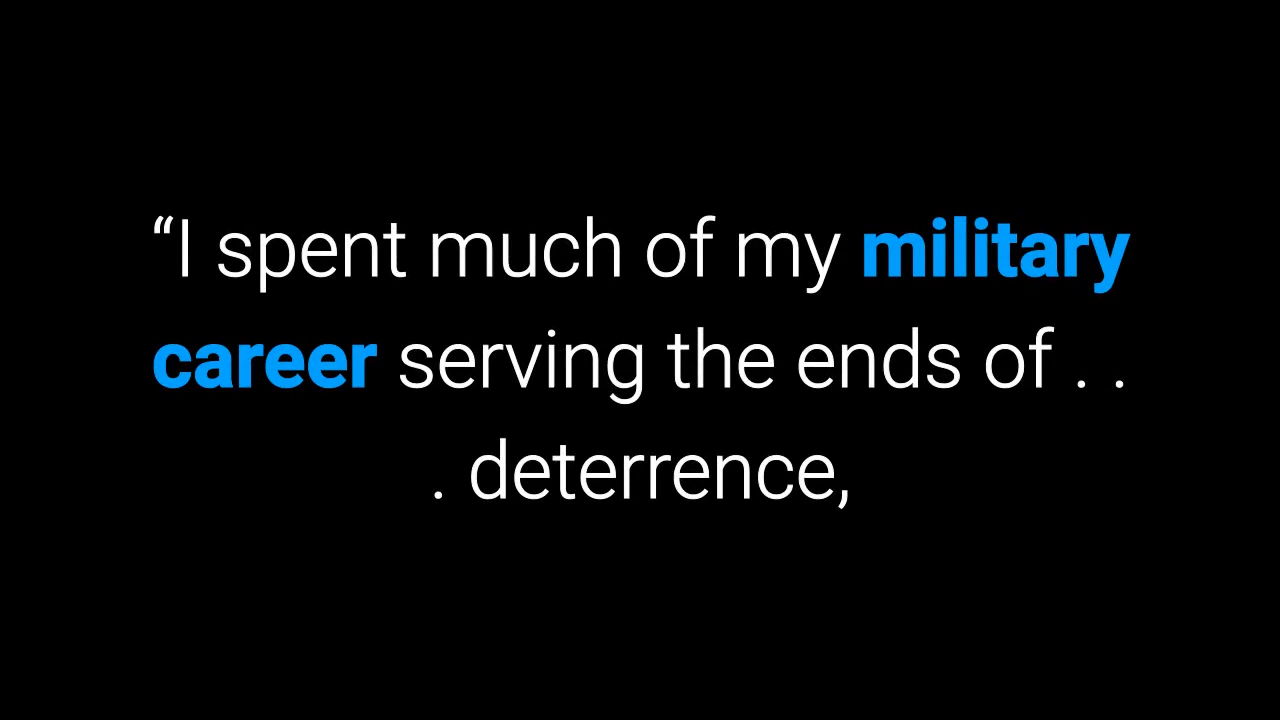 “I spent much of my military
career serving the ends of . .
. deterrence,